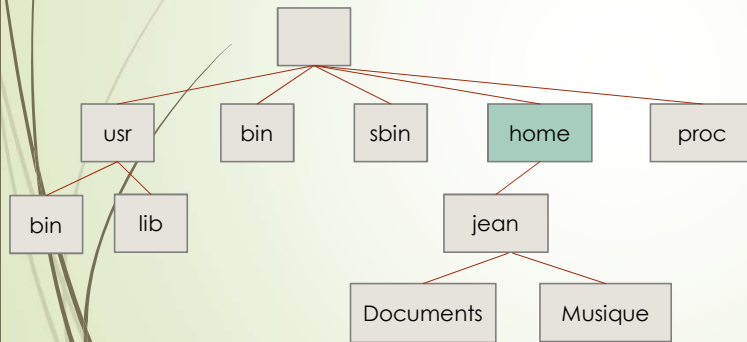 usr
bin
sbin
home
proc
bin
lib
jean
Documents
Musique